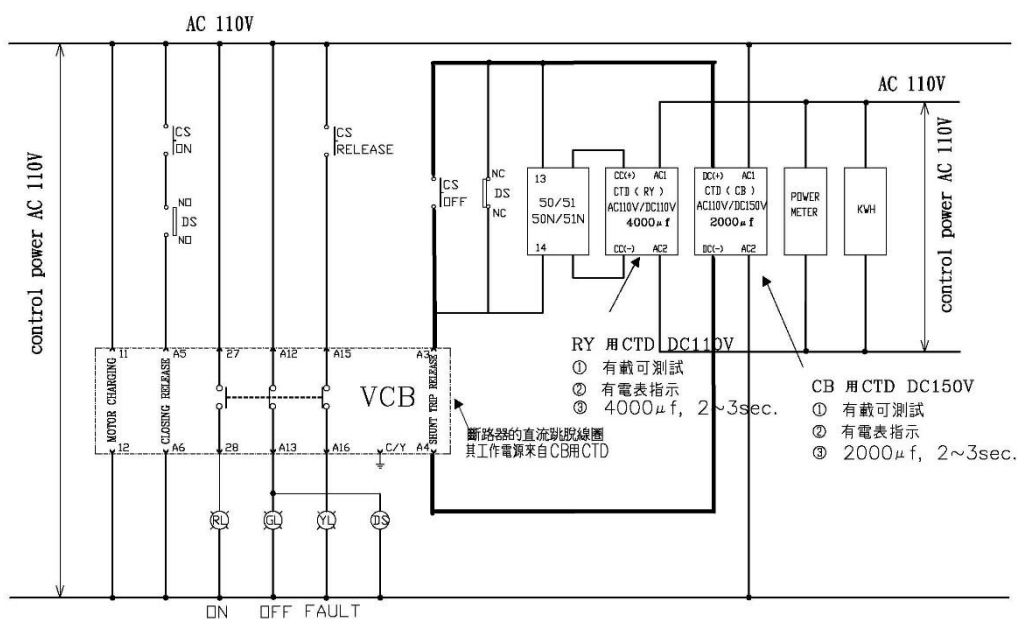 AC 110V
control power AC 110V
CS
ON
NO
DS
NO
CS
RELEASE
CS
OFF
NC
DS
NC
13
50/51
50N/51N
14
CC(+) AC1
CTD (RY)
AC110V/DC110V
4000μf
CC(-) AC2
DC(+) AC1
CTD (CB)
AC110V/DC150V
2000μf
DC(-) AC2
POWER
METER
KWH
AC 110V
control power AC 110V
RY 用CTD DC110V
① 有載可測試
② 有電表指示
③ 4000μf, 2~3sec.
CB 用CTD DC150V
① 有載可測試
② 有電表指示
③ 2000μf, 2~3sec.
11 A5 27 A12 A15 A3
MOTOR CHARGING
CLOSING RELEASE
VCB
SHUNT TRIP RELEASE
12 A6 28 A13 A16 C/Y A4
斷路器的直流跳脫線圈
其工作電源來自CB用CTD
RL GL YL DS
ON OFF FAULT